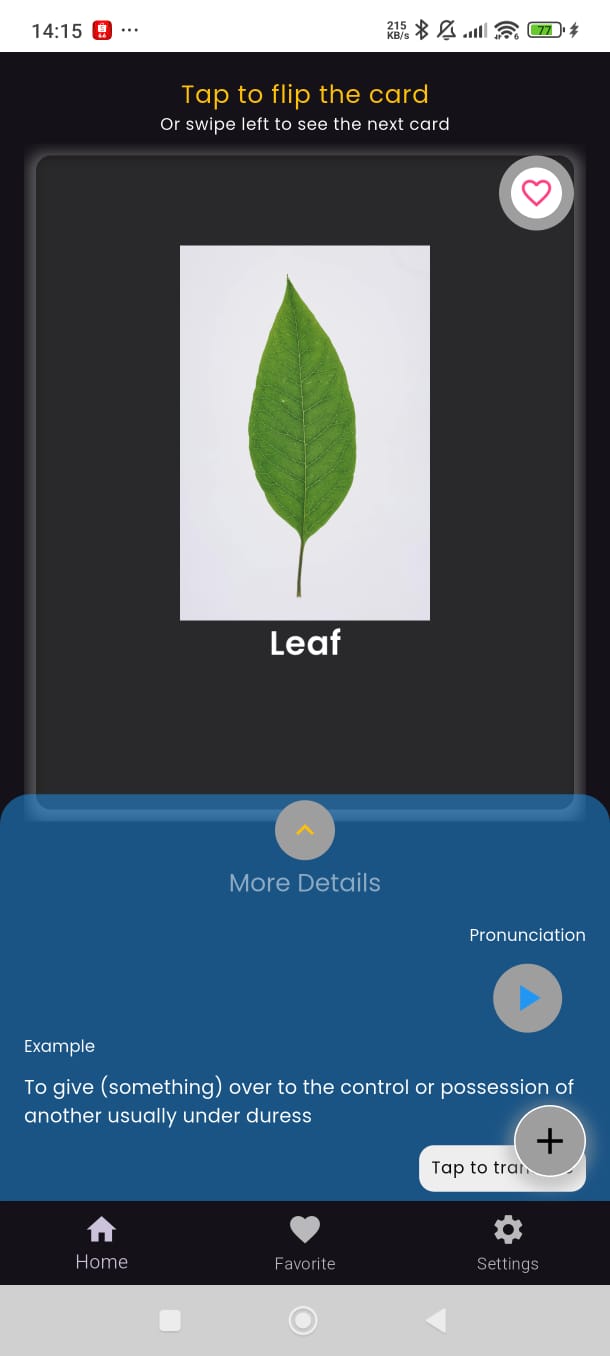 14:15
215
KB/s
77
Tap to flip the card
Or swipe left to see the next card
Leaf
More Details
Pronunciation
Example
To give (something) over to the control or possession of
another usually under duress
Tap to
Home
Favorite
Settings